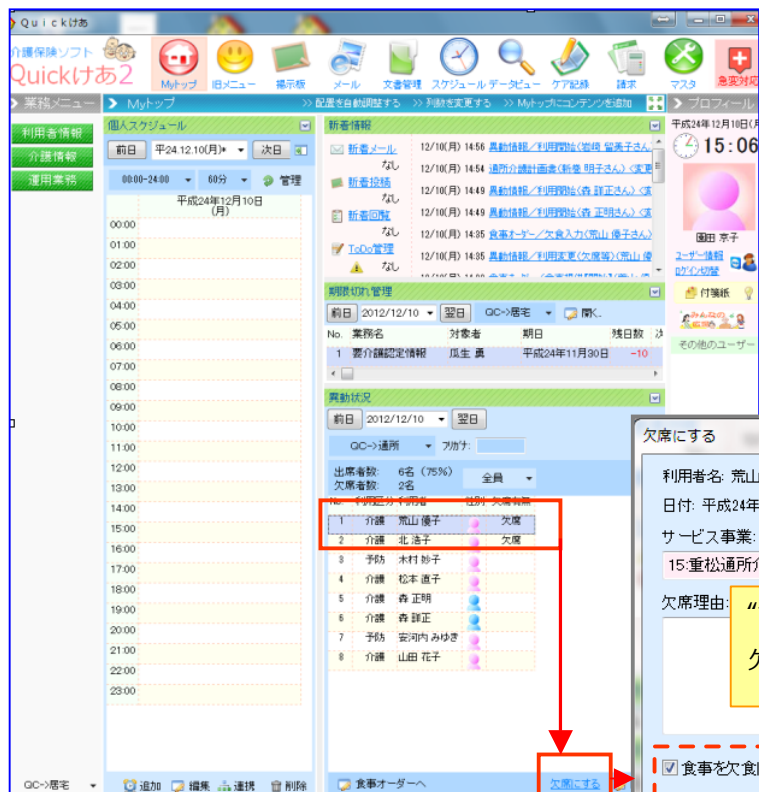 Quickけあ
介護保険ソフト
Quickけあ2
Myトップ
旧メニュー
掲示板
メール
文書管理
スケジュール
データビュー
ケア記録
請求
マスタ
急変対応
業務メニュー
Myトップ
>> 配置を自動調整する >> 列数を変更する >> Myトップにコンテンツを追加
プロフィール
利用者情報
介護情報
運用業務
個人スケジュール
前日 平24.12.10(月)* 次日
00:00-24:00 60分 管理
平成24年12月10日
(月)
00:00
01:00
02:00
03:00
04:00
05:00
06:00
07:00
08:00
09:00
10:00
11:00
12:00
13:00
14:00
15:00
16:00
17:00
18:00
19:00
20:00
21:00
22:00
23:00
追加 編集 連携 削除
QC->居宅
新着情報
新着メール
なし
新着投稿
なし
新着回覧
なし
ToDo管理
なし
12/10(月) 14:56 異動情報/利用開始(岩崎 留美子さん
12/10(月) 14:54 通所介護計画書(新巻 明子さん) <変更
12/10(月) 14:49 異動情報/利用開始(森 詳正さん) <変
12/10(月) 14:49 異動情報/利用開始(森 正明さん) <変
12/10(月) 14:35 食事オーダー/欠食入力(荒山 優子さん)
12/10(月) 14:35 異動情報/利用変更(欠席等)(荒山 優
期限切れ管理
前日 2012/12/10 翌日 QC->居宅 開く.
No. 業務名 対象者 期日 残日数
1 要介護認定情報 瓜生 勇 平成24年11月30日 -10
異動状況
前日 2012/12/10 翌日
QC->通所 フリガナ:
出席者数: 6名 (75%) 全員
欠席者数: 2名
No. 利用区分 利用者 性別 欠席有無
1 介護 荒山 優子 欠席
2 介護 北 浩子 欠席
3 予防 木村 妙子
4 介護 松本 直子
5 介護 森 正明
6 介護 森 詳正
7 予防 安河内 みゆき
8 介護 山田 花子
食事オーダーへ 欠席にする
平成24年12月10日(月
15:06
園田 京子
ユーザー情報
ログイン切替
付箋紙
みんなの
その他のユーザー
欠席にする
利用者名: 荒山
日付: 平成24年
サービス事業:
15:重松通所介
欠席理由:
"
欠
食事を欠食